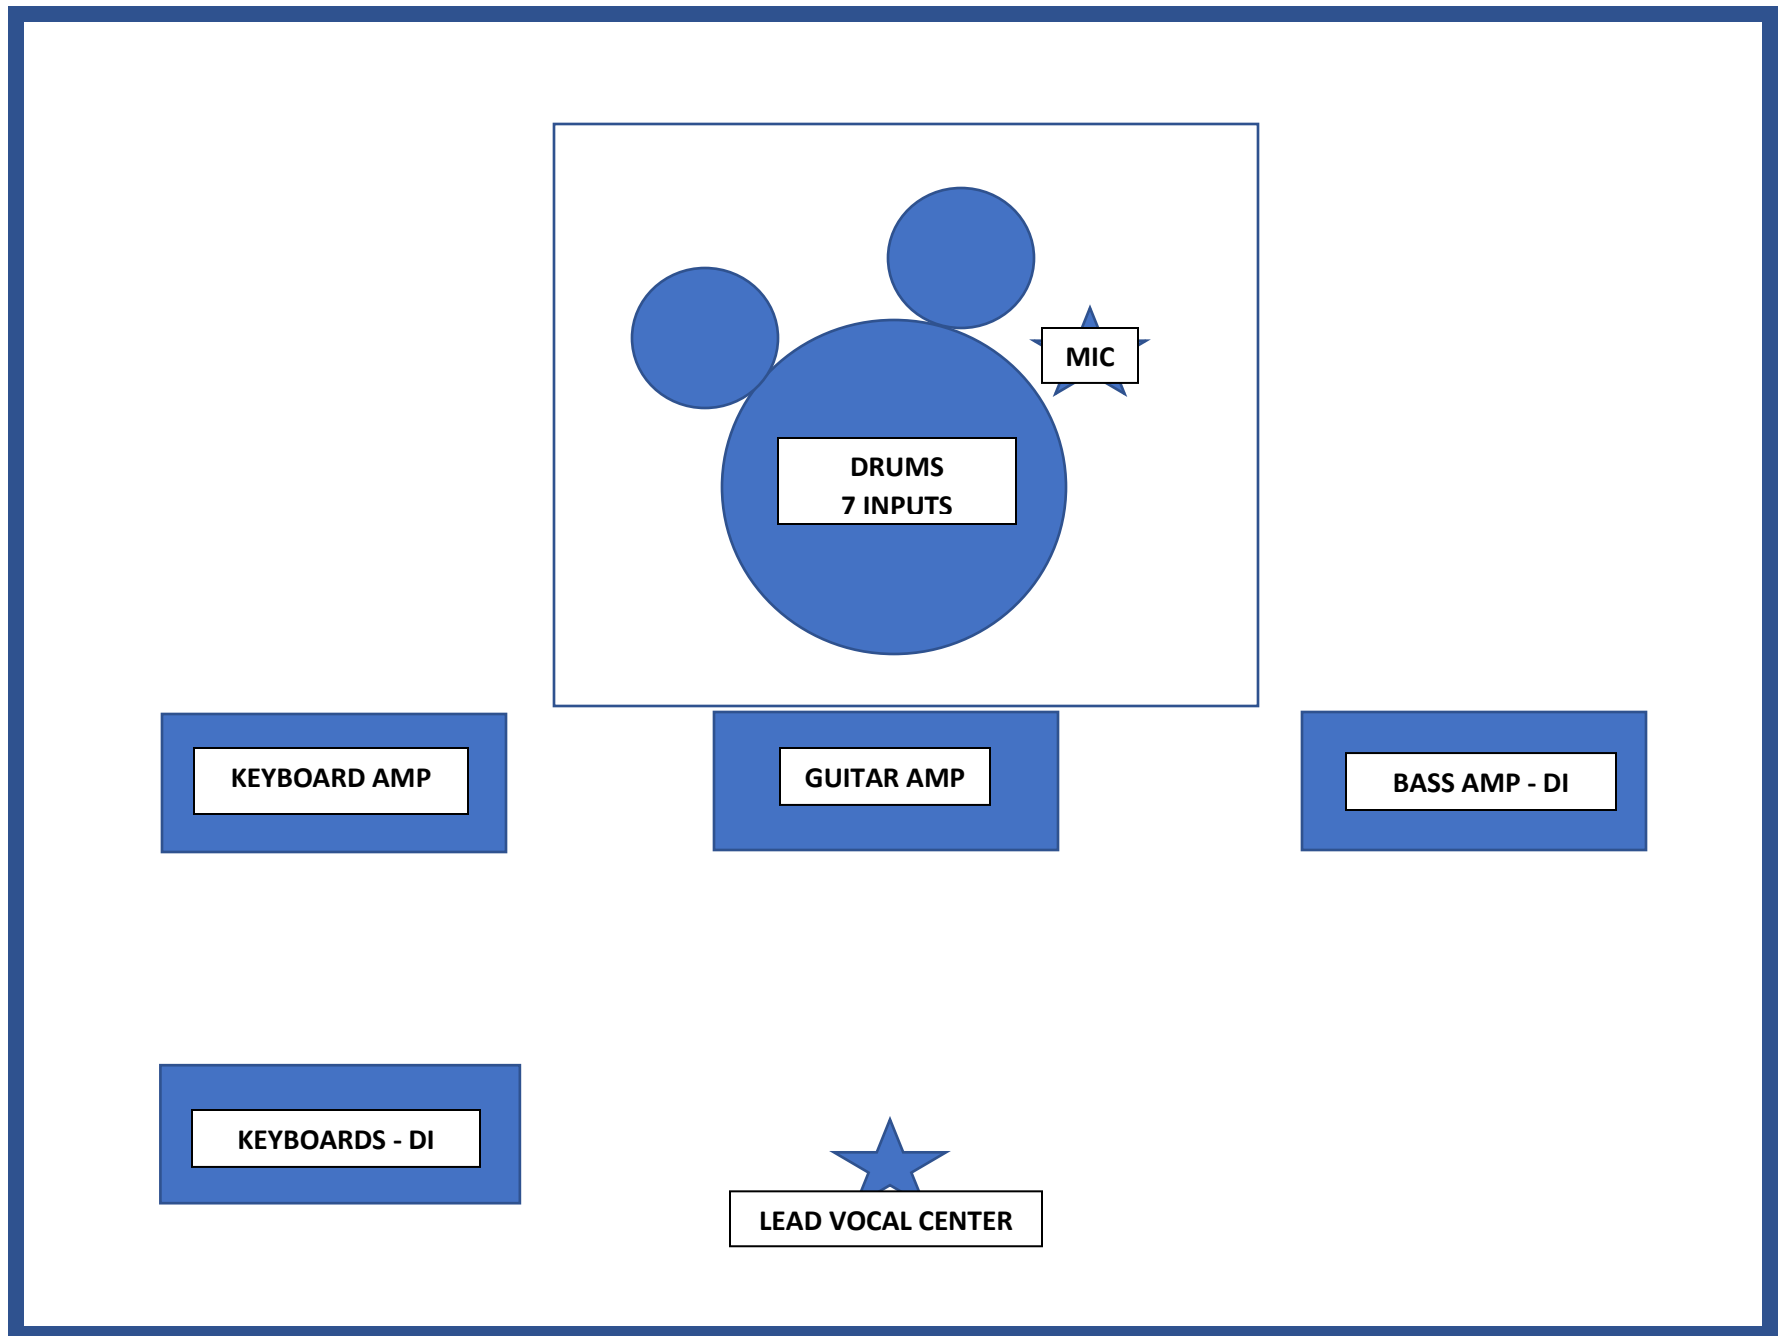 MIC
DRUMS
7 INPUTS
KEYBOARD AMP
GUITAR AMP
BASS AMP - DI
KEYBOARDS - DI
LEAD VOCAL CENTER